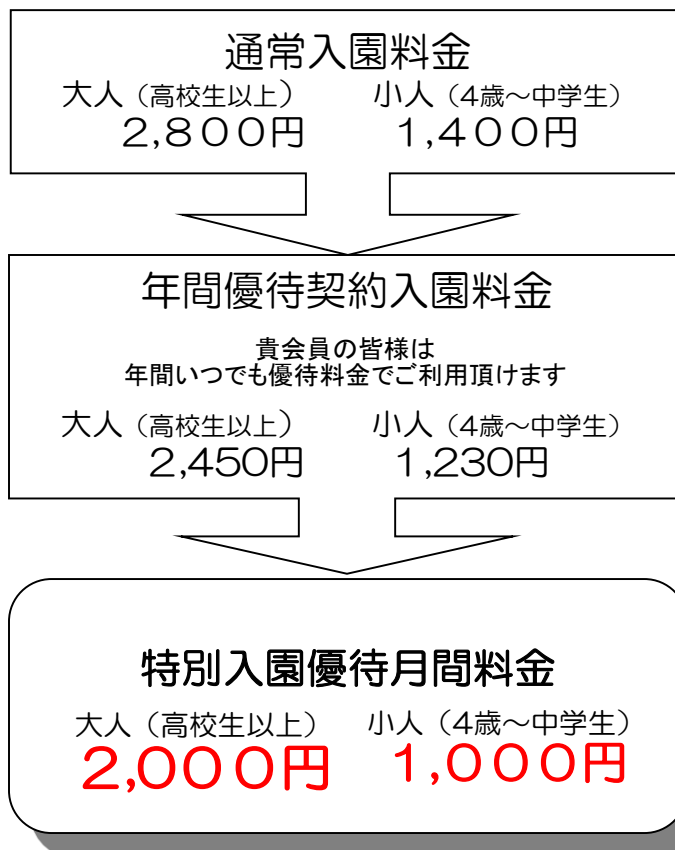 通常入園料金
大人（高校生以上） 小人（4歳～中学生）
2,８００円 １,４００円
年間優待契約入園料金
貴会員の皆様は
年間いつでも優待料金でご利用頂けます
大人（高校生以上） 小人（4歳～中学生）
2,450円 1,230円
特別入園優待月間料金
大人（高校生以上） 小人（4歳～中学生）
2,０００円 １,０００円